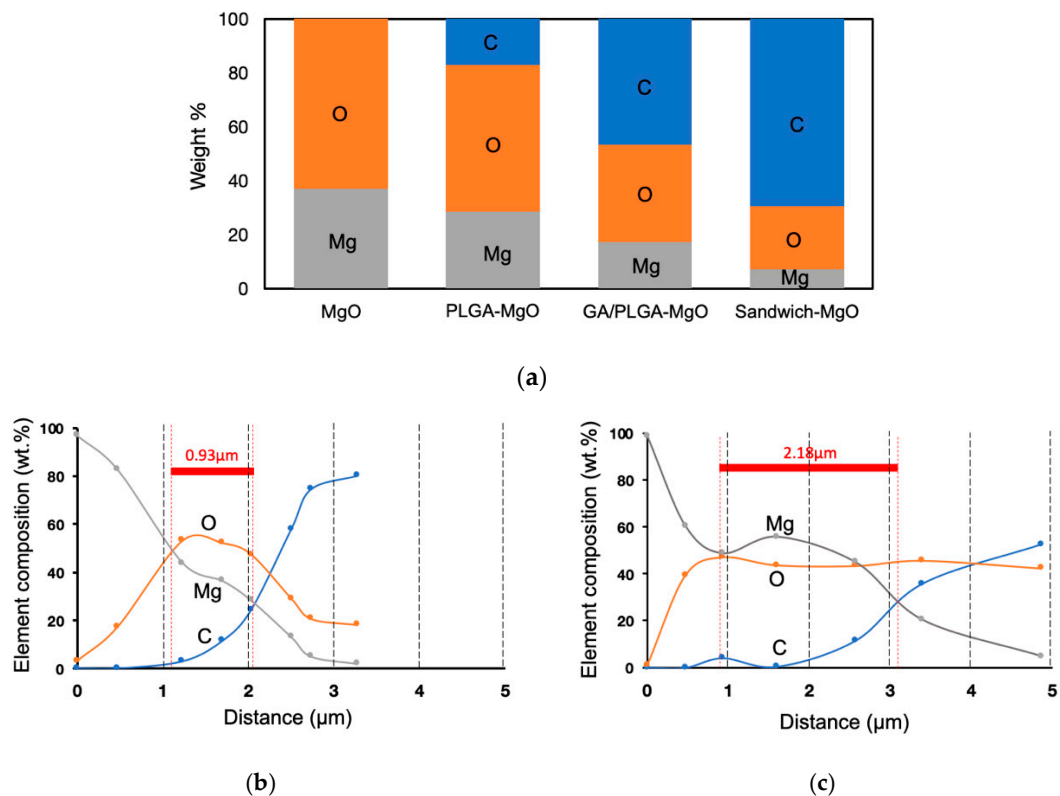 100
80
60
40
20
0
Weight %
O
Mg
C
O
Mg
C
O
Mg
C
O
Mg
MgO
PLGA-MgO
GA/PLGA-MgO
Sandwich-MgO
(a)
100
80
60
40
20
0
Element composition (wt.%)
0.93µm
O
Mg
C
0
1
2
3
4
5
Distance (µm)
(b)
100
80
60
40
20
0
Element composition (wt.%)
2.18µm
Mg
O
C
0
1
2
3
4
5
Distance (µm)
(c)